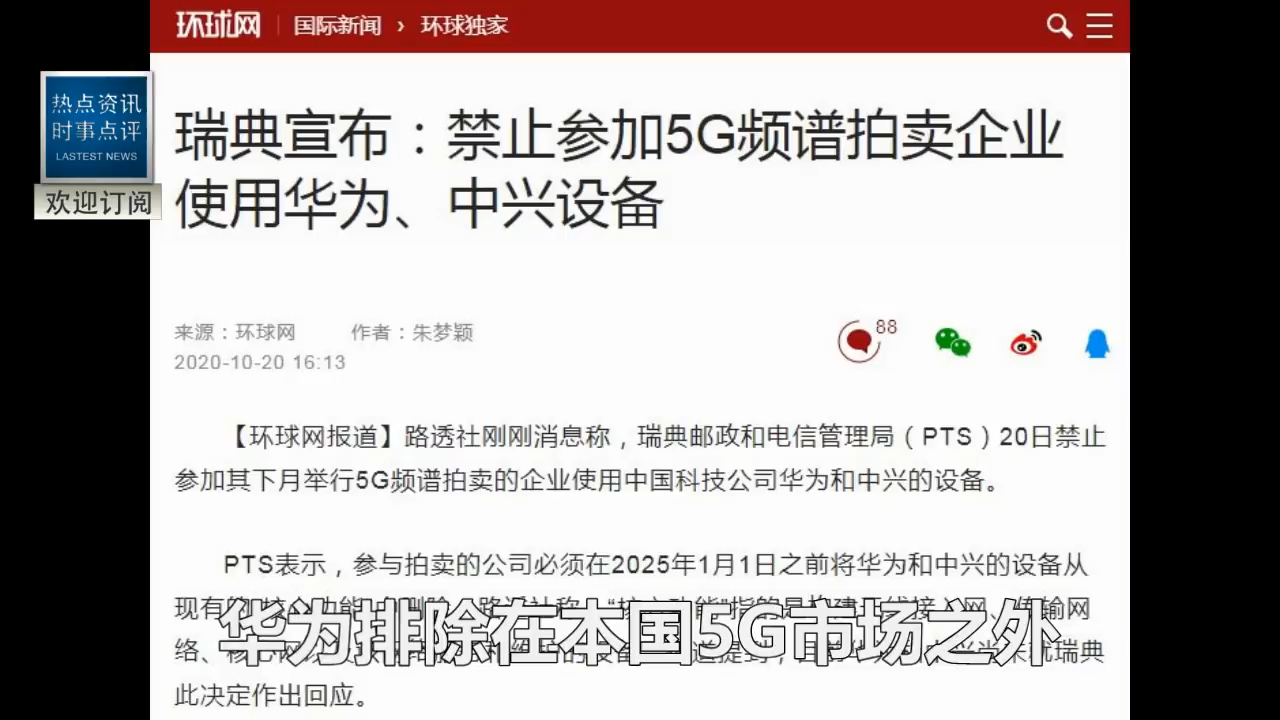 环球网 国际新闻 › 环球独家
热点资讯
时事点评
LASTEST NEWS
欢迎订阅
瑞典宣布：禁止参加5G频谱拍卖企业
使用华为、中兴设备
来源：环球网 作者：朱梦颖
2020-10-20 16:13
88
【环球网报道】路透社刚刚消息称，瑞典邮政和电信管理局（PTS）20日禁止
参加其下月举行5G频谱拍卖的企业使用中国科技公司华为和中兴的设备。
PTS表示，参与拍卖的公司必须在2025年1月1日之前将华为和中兴的设备从
现有的
络、
瑞典
此决定作出回应。
华为排除在本国5G市场之外